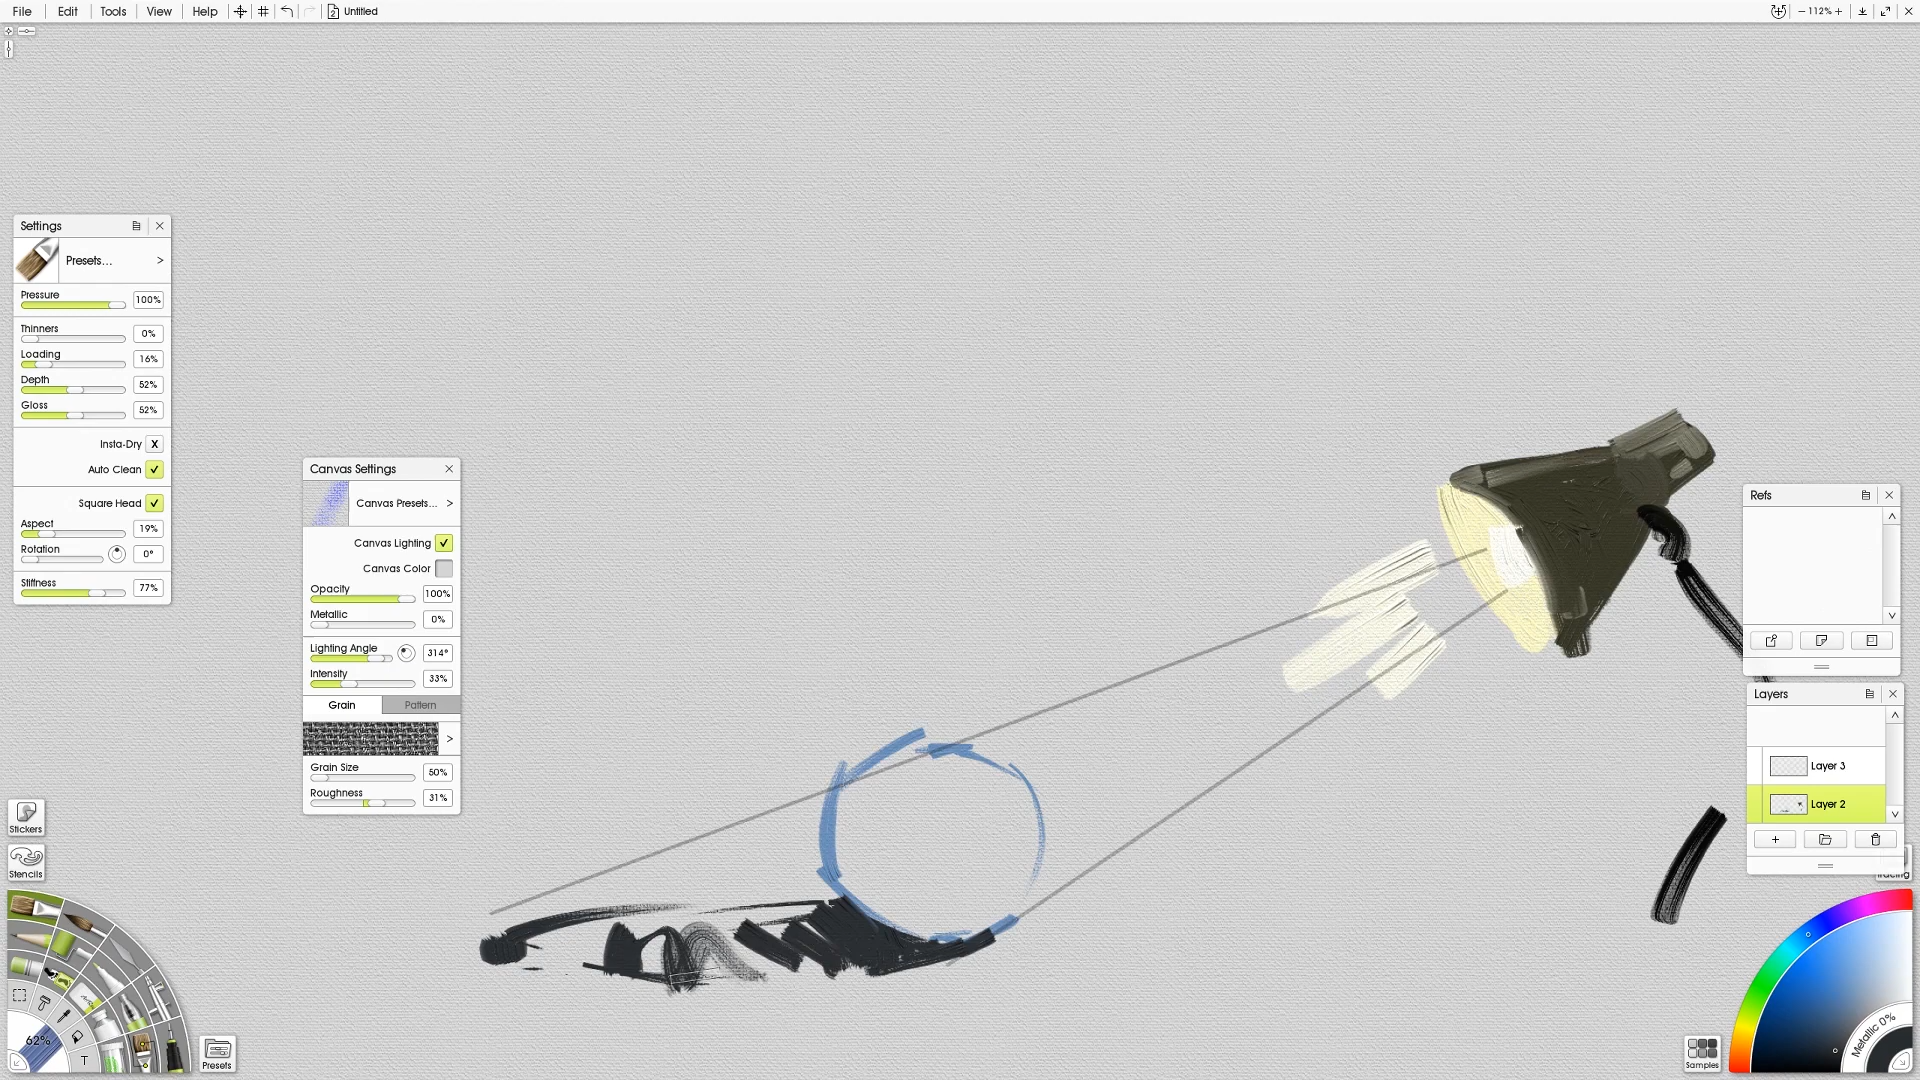 File Edit Tools View Help 2 Untitled − 112% +
Settings
Presets... >
Pressure 100%
Thinners 0%
Loading 16%
Depth 52%
Gloss 52%
Insta-Dry X
Auto Clean
Square Head
Aspect 19%
Rotation 0°
Stiffness 77%
Canvas Settings
Canvas Presets... >
Canvas Lighting
Canvas Color
Opacity 100%
Metallic 0%
Lighting Angle 314°
Intensity 33%
Grain Pattern
Grain Size 50%
Roughness 31%
Refs
Layers
Layer 3
Layer 2
Stickers
Stencils
62%
T
Presets
Samples
Metallic 0%